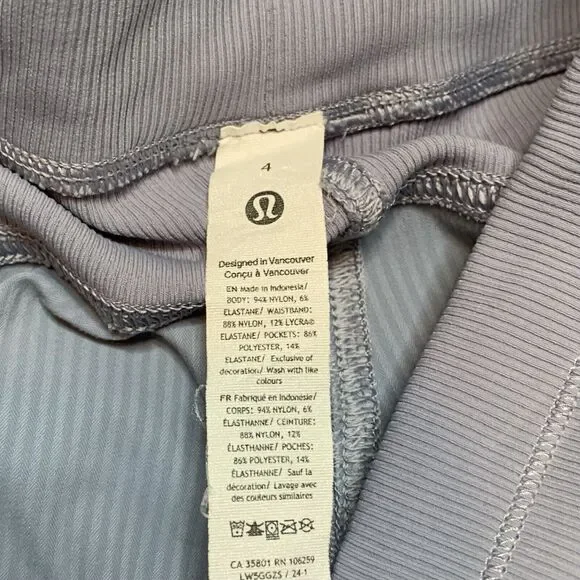 4
Designed in Vancouver
Conçu à Vancouver
EN Made in Indonesia/
BODY: 94% NYLON, 6%
ELASTANE/ WAISTBAND:
88% NYLON, 12% LYCRA®
ELASTANE/ POCKETS: 86%
POLYESTER, 14%
ELASTANE/ Exclusive of
decoration/ Wash with like
colours
FR Fabriqué en Indonésie/
CORPS: 94% NYLON, 6%
ÉLASTHANNE/ CEINTURE:
88% NYLON, 12%
ÉLASTHANNE/ POCHES:
86% POLYESTER, 14%
ÉLASTHANNE/ Sauf la
décoration/ Lavage avec
des couleurs similaires
CA 35801 RN 106259
LW5GGZS / 24-1